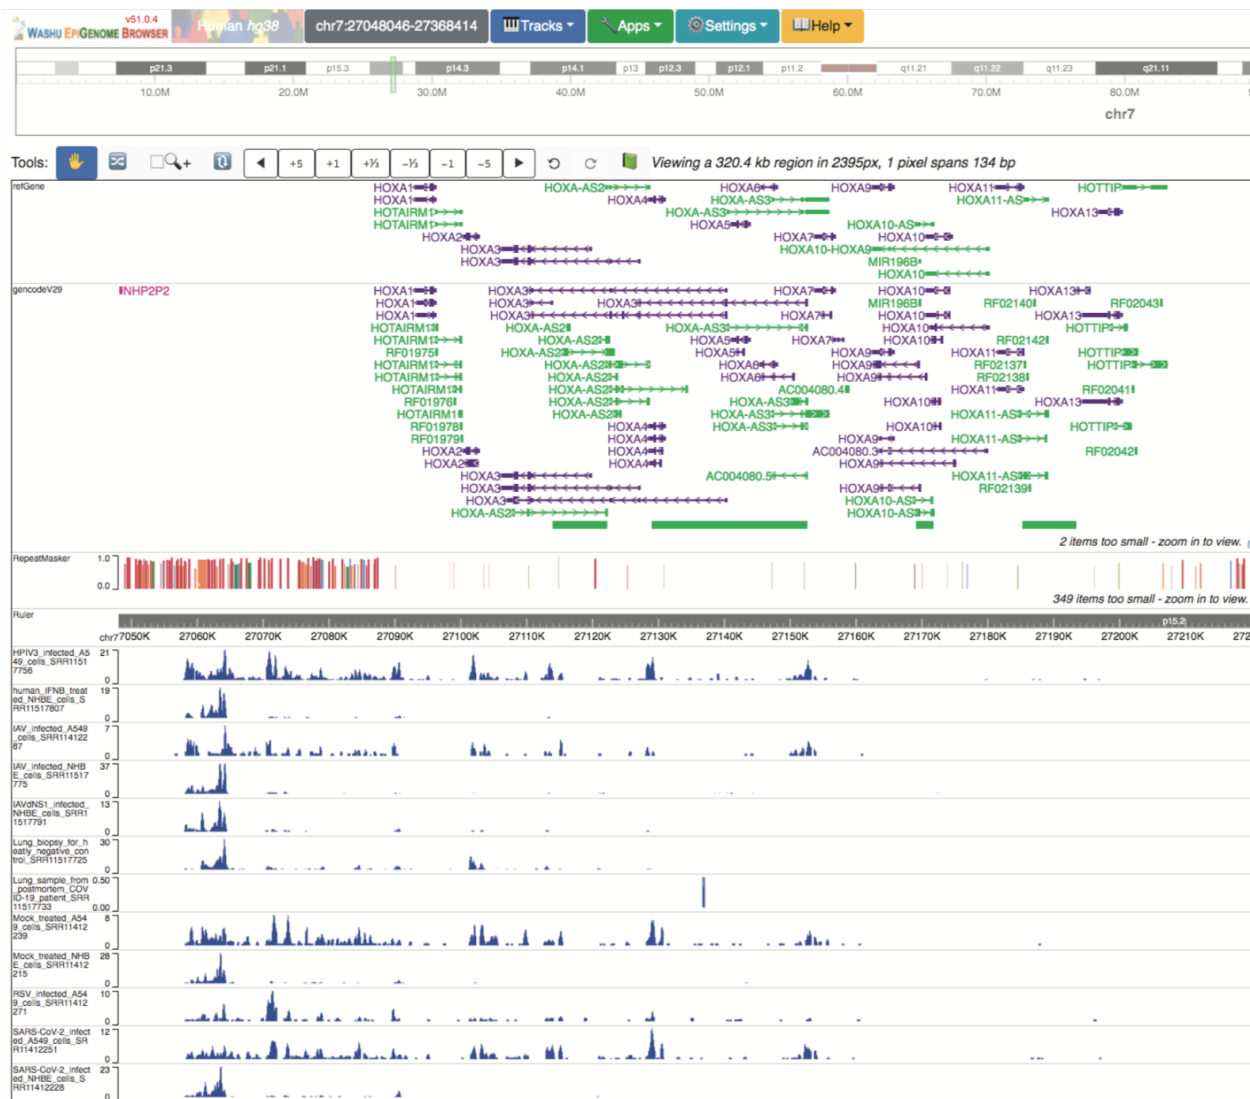 WASHU EPIGENOME BROWSER
v51.0.4
Human hg38
chr7:27048046-27368414
Tracks
Apps
Settings
Help
p21.3 p21.1 p15.3 p14.3 p14.1 p13 p12.3 p12.1 p11.2 q11.21 q11.22 q11.23 q21.11
10.0M 20.0M 30.0M 40.0M 50.0M 60.0M 70.0M 80.0M
chr7
Tools: +5 +1 +⅓ -⅓ -1 -5 Viewing a 320.4 kb region in 2395px, 1 pixel spans 134 bp
refGene
HOXA1 HOXA-AS2 HOXA6 HOXA9 HOXA11 HOTTIP
HOXA1 HOXA4 HOXA-AS3 HOXA11-AS
HOTAIRM1 HOXA-AS3 HOXA13
HOTAIRM1 HOXA5 HOXA10-AS
HOXA2 HOXA7 HOXA10
HOXA3 HOXA10-HOXA9
HOXA3 MIR196B
HOXA10
gencodeV29
NHP2P2 HOXA1 HOXA3 HOXA7 HOXA10 HOXA13
HOXA1 HOXA3 HOXA3 MIR196B RF02140 RF02043
HOXA1 HOXA3 HOXA7 HOXA10 HOXA13
HOTAIRM1 HOXA-AS2 HOXA-AS3 HOXA10 HOTTIP
HOTAIRM1 HOXA-AS2 HOXA5 HOXA7 HOXA10 RF02142
RF01975 HOXA-AS2 HOXA5 HOXA9 HOXA11 HOTTIP
HOTAIRM1 HOXA-AS2 HOXA6 HOXA9 RF02137 HOTTIP
HOTAIRM1 HOXA-AS2 HOXA6 HOXA9 RF02138
HOTAIRM1 HOXA-AS2 AC004080.4 HOXA11 RF02041
RF01976 HOXA-AS2 HOXA-AS3 HOXA10 HOXA13
HOTAIRM1 HOXA-AS2 HOXA-AS3 HOXA11-AS
RF01978 HOXA4 HOXA-AS3 HOXA10 HOTTIP
RF01979 HOXA4 HOXA9 HOXA11-AS
HOXA2 HOXA4 AC004080.3 RF02042
HOXA2 HOXA4 HOXA9
HOXA3 AC004080.5 HOXA11-AS
HOXA3 HOXA9 RF02139
HOXA3 HOXA10-AS
HOXA-AS2 HOXA10-AS
2 items too small - zoom in to view.
RepeatMasker 1.0
0.0
349 items too small - zoom in to view.
Ruler
p15.2
chr7 27050K 27060K 27070K 27080K 27090K 27100K 27110K 27120K 27130K 27140K 27150K 27160K 27170K 27180K 27190K 27200K 27210K
HPIV3_infected_A5 21
49_cells_SRR1151
7756
0
human_IFNB_treat 19
ed_NHBE_cells_S
RR11517807
0
IAV_infected_A549 7
_cells_SRR114122
87
0
IAV_infected_NHB 37
E_cells_SRR11517
775
0
IAVdNS1_infected_ 13
NHBE_cells_SRR1
1517791
0
Lung_biopsy_for_h 30
eatly_negative_con
trol_SRR11517725
0
Lung_sample_from 0.50
_postmortem_COV
ID-19_patient_SRR
11517733 0.00
Mock_treated_A54 8
9_cells_SRR11412
239
0
Mock_treated_NHB 28
E_cells_SRR11412
215
0
RSV_infected_A54 10
9_cells_SRR11412
271
0
SARS-CoV-2_infect 12
ed_A549_cells_SR
R11412251
0
SARS-CoV-2_infect 23
ed_NHBE_cells_S
RR11412228
0